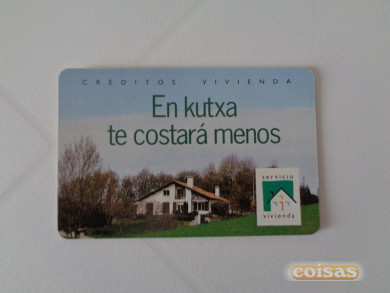 CREDITOS VIVIENDA
En kutxa
te costará menos
servicio
vivienda
coisas